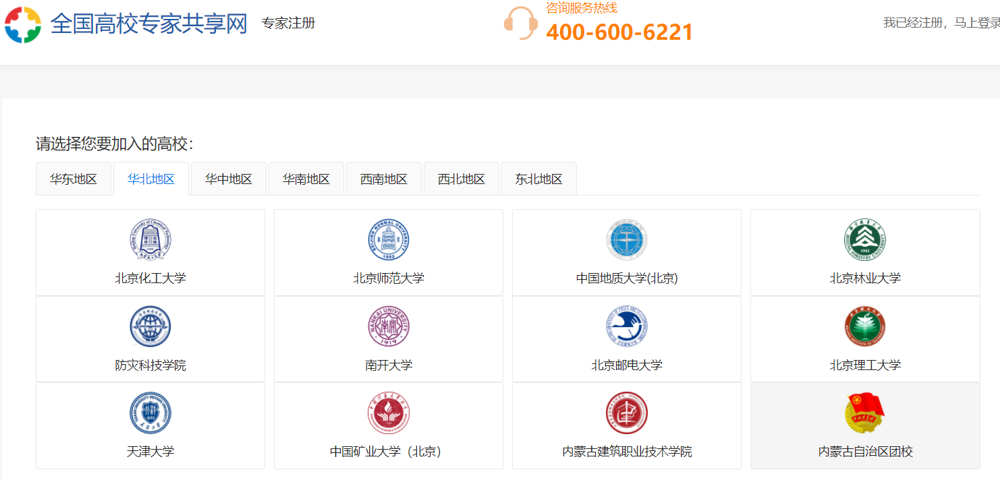 全国高校专家共享网
专家注册
咨询服务热线
400-600-6221
我已经注册，马上登录
请选择您要加入的高校：
华东地区
华北地区
华中地区
华南地区
西南地区
西北地区
东北地区
北京化工大学
北京师范大学
中国地质大学(北京)
北京林业大学
防灾科技学院
南开大学
北京邮电大学
北京理工大学
天津大学
中国矿业大学（北京）
内蒙古建筑职业技术学院
内蒙古自治区团校